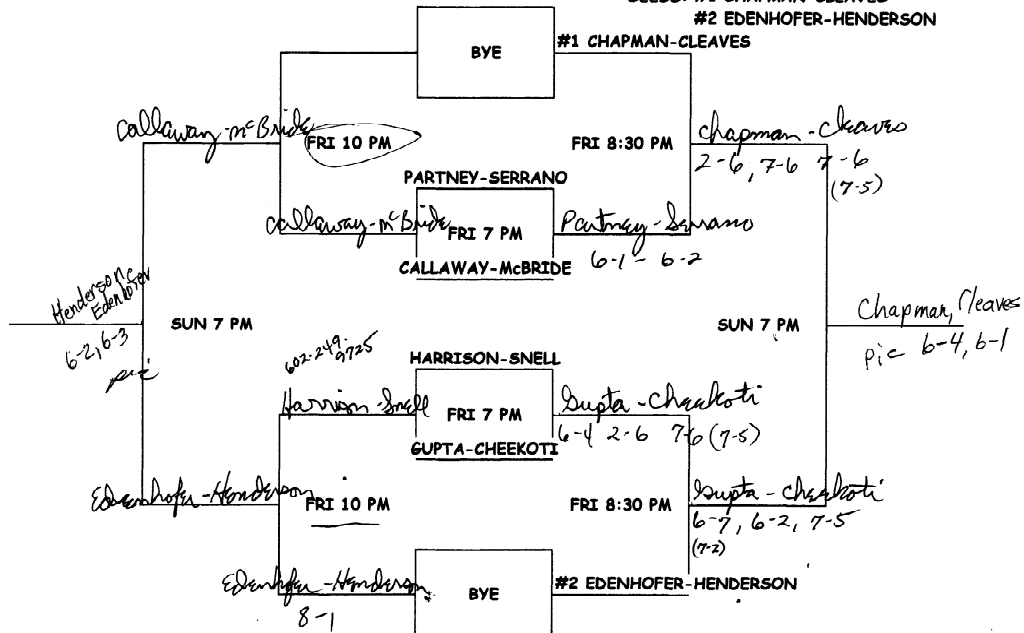 SEEDS: #1 CHAPMAN-CLEAVES
#2 EDENHOFER-HENDERSON
BYE
#1 CHAPMAN-CLEAVES
Callaway-McBride
FRI 10 PM
FRI 8:30 PM
Chapman-Cleaves
2-6, 7-6 7-6
(7-5)
PARTNEY-SERRANO
Callaway-McBride
FRI 7 PM
Partney-Serrano
6-1 - 6-2
CALLAWAY-McBRIDE
Henderson
Edenhofer
6-2, 6-3
pic
SUN 7 PM
SUN 7 PM
Chapman, Cleaves
pic 6-4, 6-1
602-249-9725
HARRISON-SNELL
Harrison-Snell
FRI 7 PM
Gupta-Cheekoti
6-4 2-6 7-6 (7-5)
GUPTA-CHEEKOTI
Edenhofer-Henderson
FRI 10 PM
FRI 8:30 PM
Gupta-Cheekoti
6-7, 6-2, 7-5
(7-2)
Edenhofer-Henderson
8-1
BYE
#2 EDENHOFER-HENDERSON